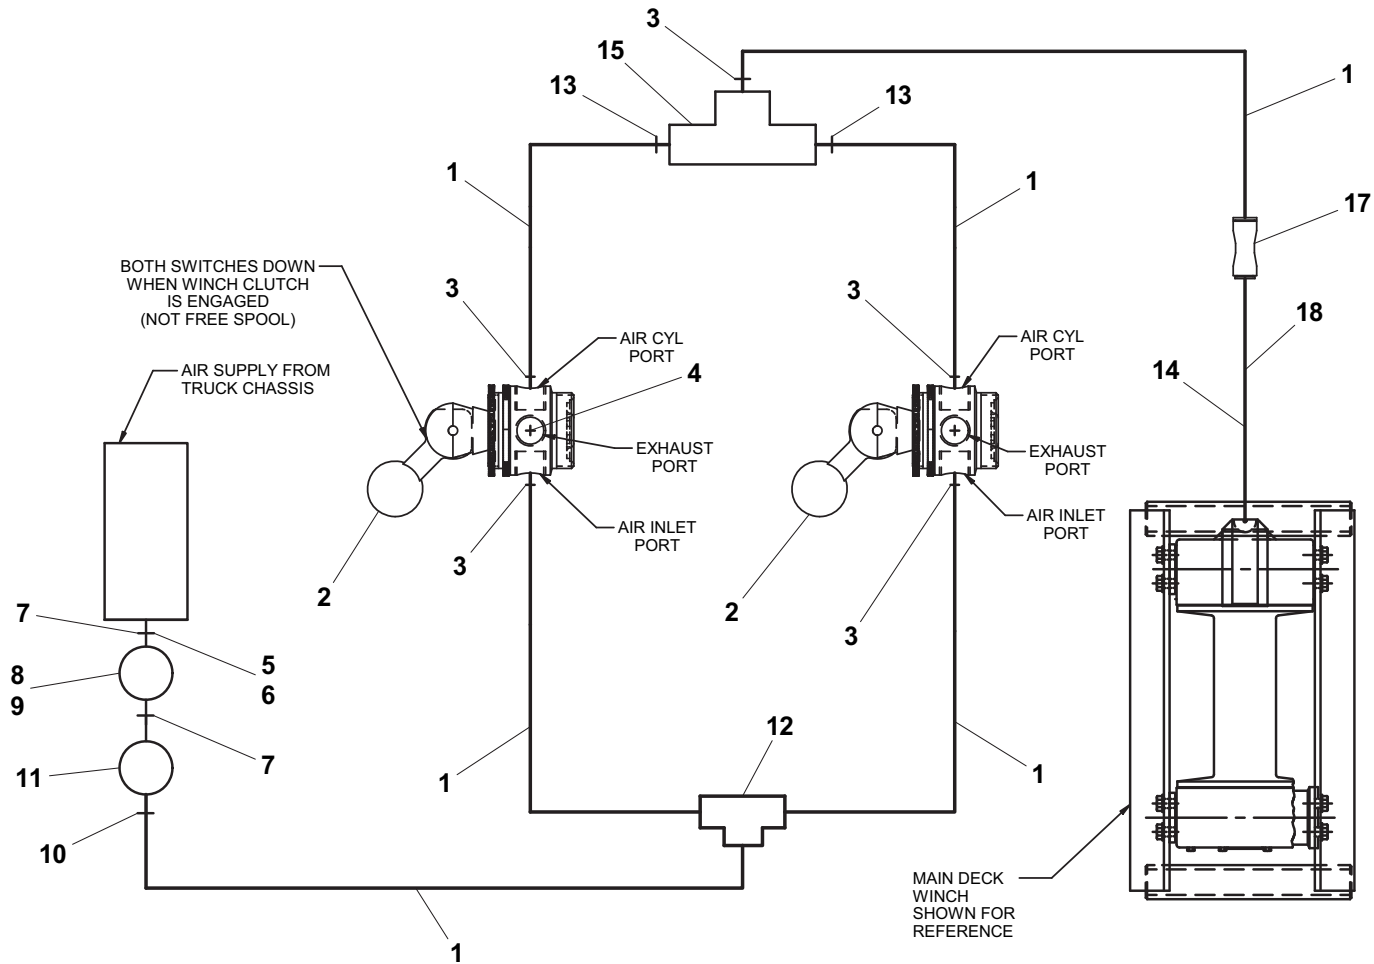 3
15
1
13
13
1
1
17
BOTH SWITCHES DOWN
WHEN WINCH CLUTCH
IS ENGAGED
(NOT FREE SPOOL)
3
3
18
AIR CYL
PORT
AIR CYL
PORT
AIR SUPPLY FROM
TRUCK CHASSIS
4
14
EXHAUST
PORT
EXHAUST
PORT
AIR INLET
PORT
AIR INLET
PORT
3
2
2
3
7
5
6
8
9
7
12
11
1
1
10
MAIN DECK
WINCH
SHOWN FOR
REFERENCE
1